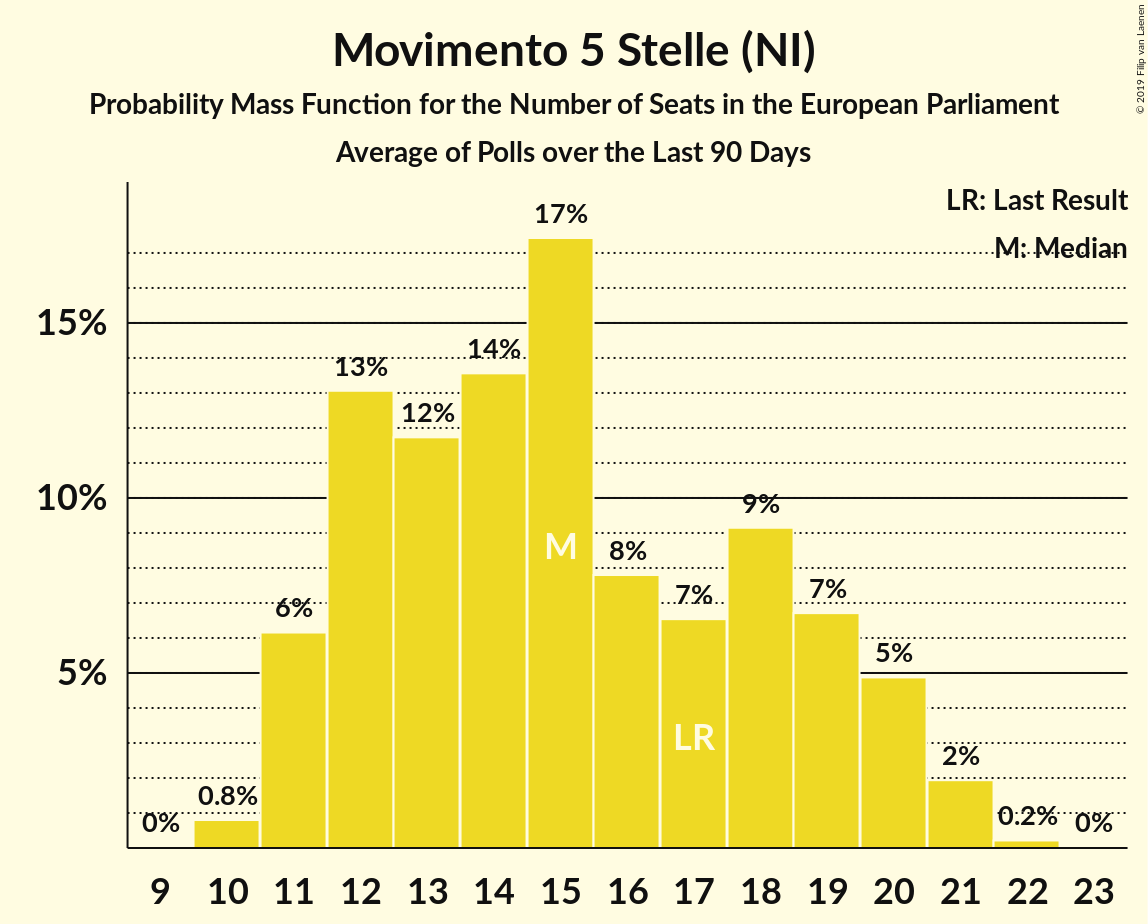 Movimento 5 Stelle (NI)
Probability Mass Function for the Number of Seats in the European Parliament
Average of Polls over the Last 90 Days
© 2019 Filip van Laenen
LR: Last Result
M: Median
15%
10%
5%
0%
0.8%
6%
13%
12%
14%
17%
8%
7%
9%
7%
5%
2%
0.2%
0%
M
LR
9 10 11 12 13 14 15 16 17 18 19 20 21 22 23